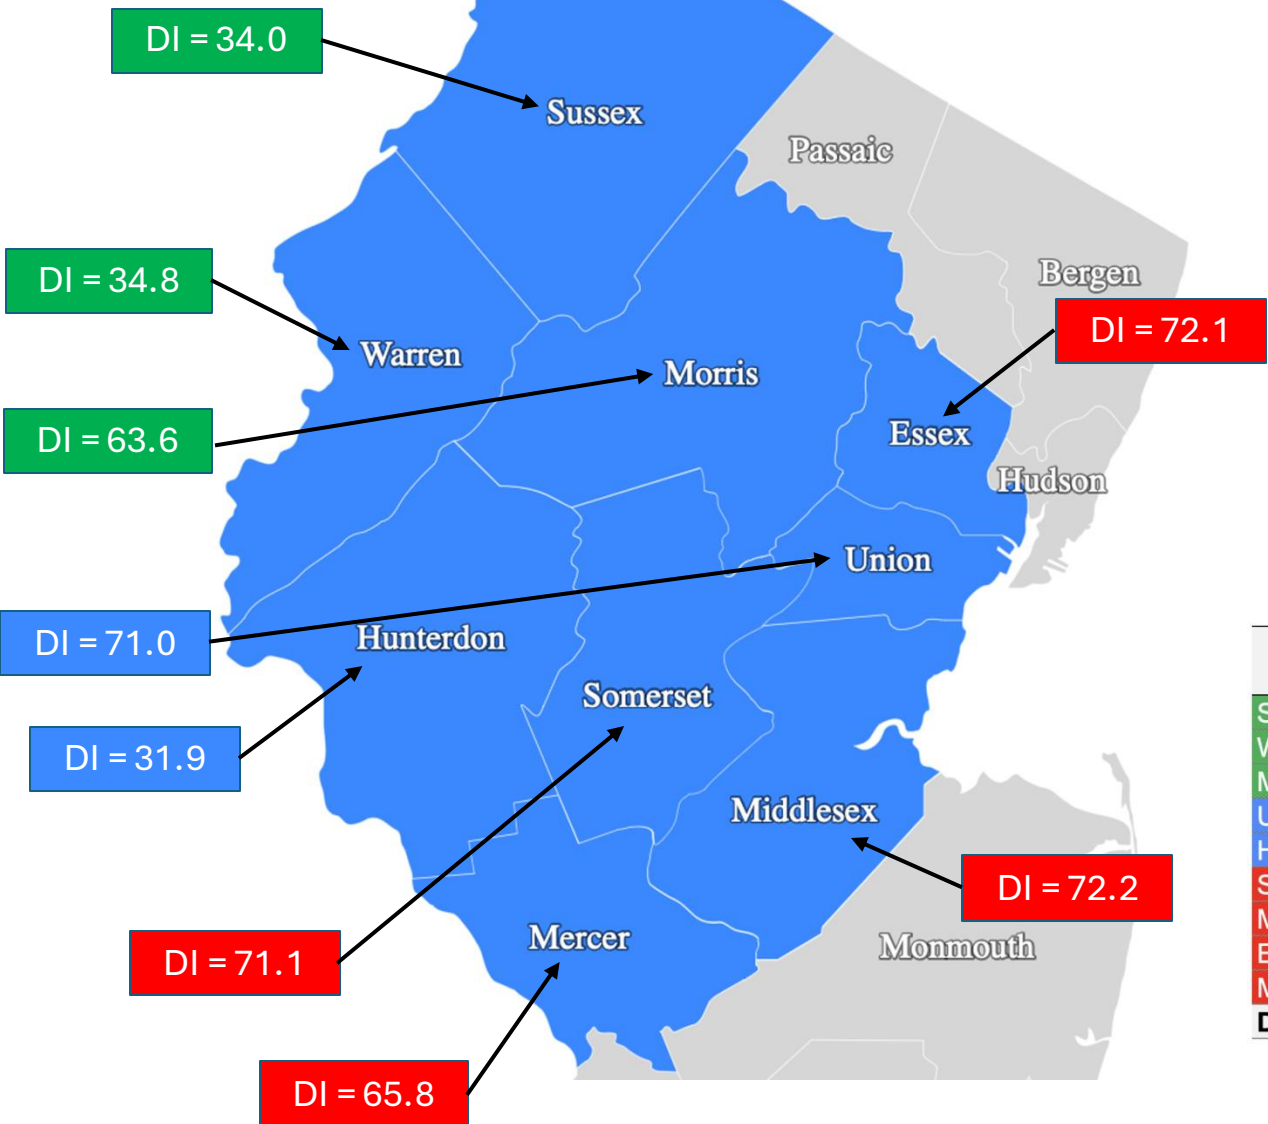 DI = 34.0
Sussex
Passaic
Bergen
DI = 34.8
DI = 72.1
Warren
Morris
DI = 63.6
Essex
Hudson
Union
DI = 71.0
Hunterdon
Somerset
DI = 31.9
Middlesex
DI = 72.2
Mercer
Monmouth
DI = 71.1
DI = 65.8